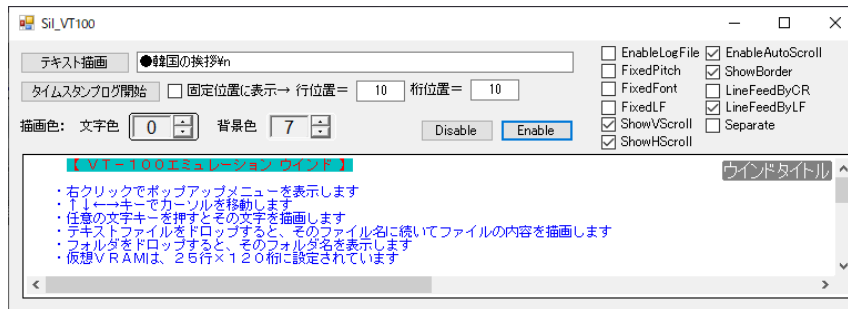 Sil_VT100
テキスト描画 ●韓国の挨拶¥n
タイムスタンプログ開始 固定位置に表示→ 行位置＝ 10 桁位置＝ 10
描画色： 文字色 0 背景色 7 Disable Enable
EnableLogFile EnableAutoScroll
FixedPitch ShowBorder
FixedFont LineFeedByCR
FixedLF LineFeedByLF
ShowVScroll Separate
ShowHScroll
【 ＶＴ－１００エミュレーション ウインド 】
ウインドタイトル
・右クリックでポップアップメニューを表示します
・↑↓←→キーでカーソルを移動します
・任意の文字キーを押すとその文字を描画します
・テキストファイルをドロップすると、そのファイル名に続いてファイルの内容を描画します
・フォルダをドロップすると、そのフォルダ名を表示します
・仮想ＶＲＡＭは、２５行×１２０桁に設定されています